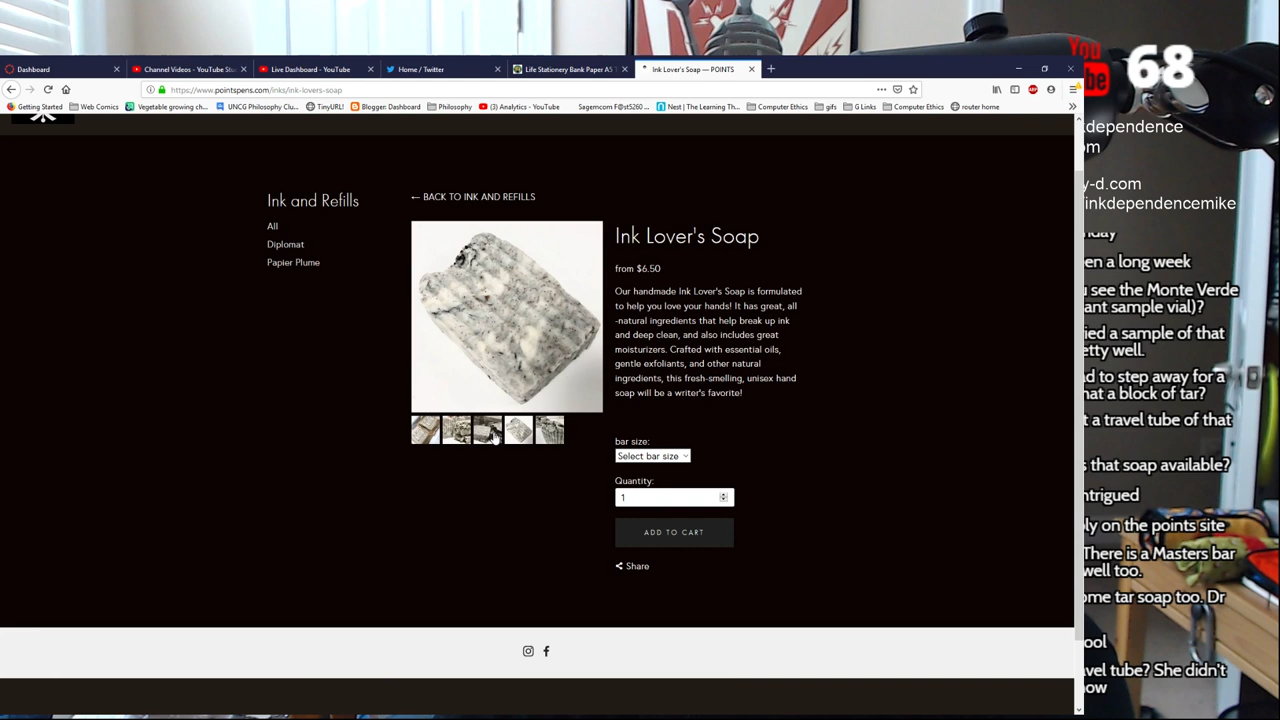 You Tube 68
Dashboard
Channel Videos - YouTube Stu
Live Dashboard - YouTube
Home / Twitter
Life Stationery Bank Paper A5 T
Ink Lover's Soap — POINTS
https://www.pointspens.com/inks/ink-lovers-soap
Getting Started
Web Comics
Vegetable growing ch...
UNCG Philosophy Clu...
TinyURL!
Blogger: Dashboard
Philosophy
(3) Analytics - YouTube
Sagemcom F@st5260 ...
Nest | The Learning Th...
Computer Ethics
gifs
G Links
Computer Ethics
router home
Ink and Refills
All
Diplomat
Papier Plume
← BACK TO INK AND REFILLS
Ink Lover's Soap
from $6.50
Our handmade Ink Lover's Soap is formulated
to help you love your hands! It has great, all
-natural ingredients that help break up ink
and deep clean, and also includes great
moisturizers. Crafted with essential oils,
gentle exfoliants, and other natural
ingredients, this fresh-smelling, unisex hand
soap will be a writer's favorite!
bar size:
Select bar size
Quantity:
1
ADD TO CART
Share
kdependence
om
y-d.com
inkdependencemike
nday
en a long week
u see the Monte Verde
ant sample vial)?
ied a sample of that
etty well.
ad to step away for a
hat a block of tar?
t a travel tube of that
s that soap available?
ntrigued
ly on the points site
There is a Masters bar
well too.
ome tar soap too. Dr
ool
avel tube? She didn't
now